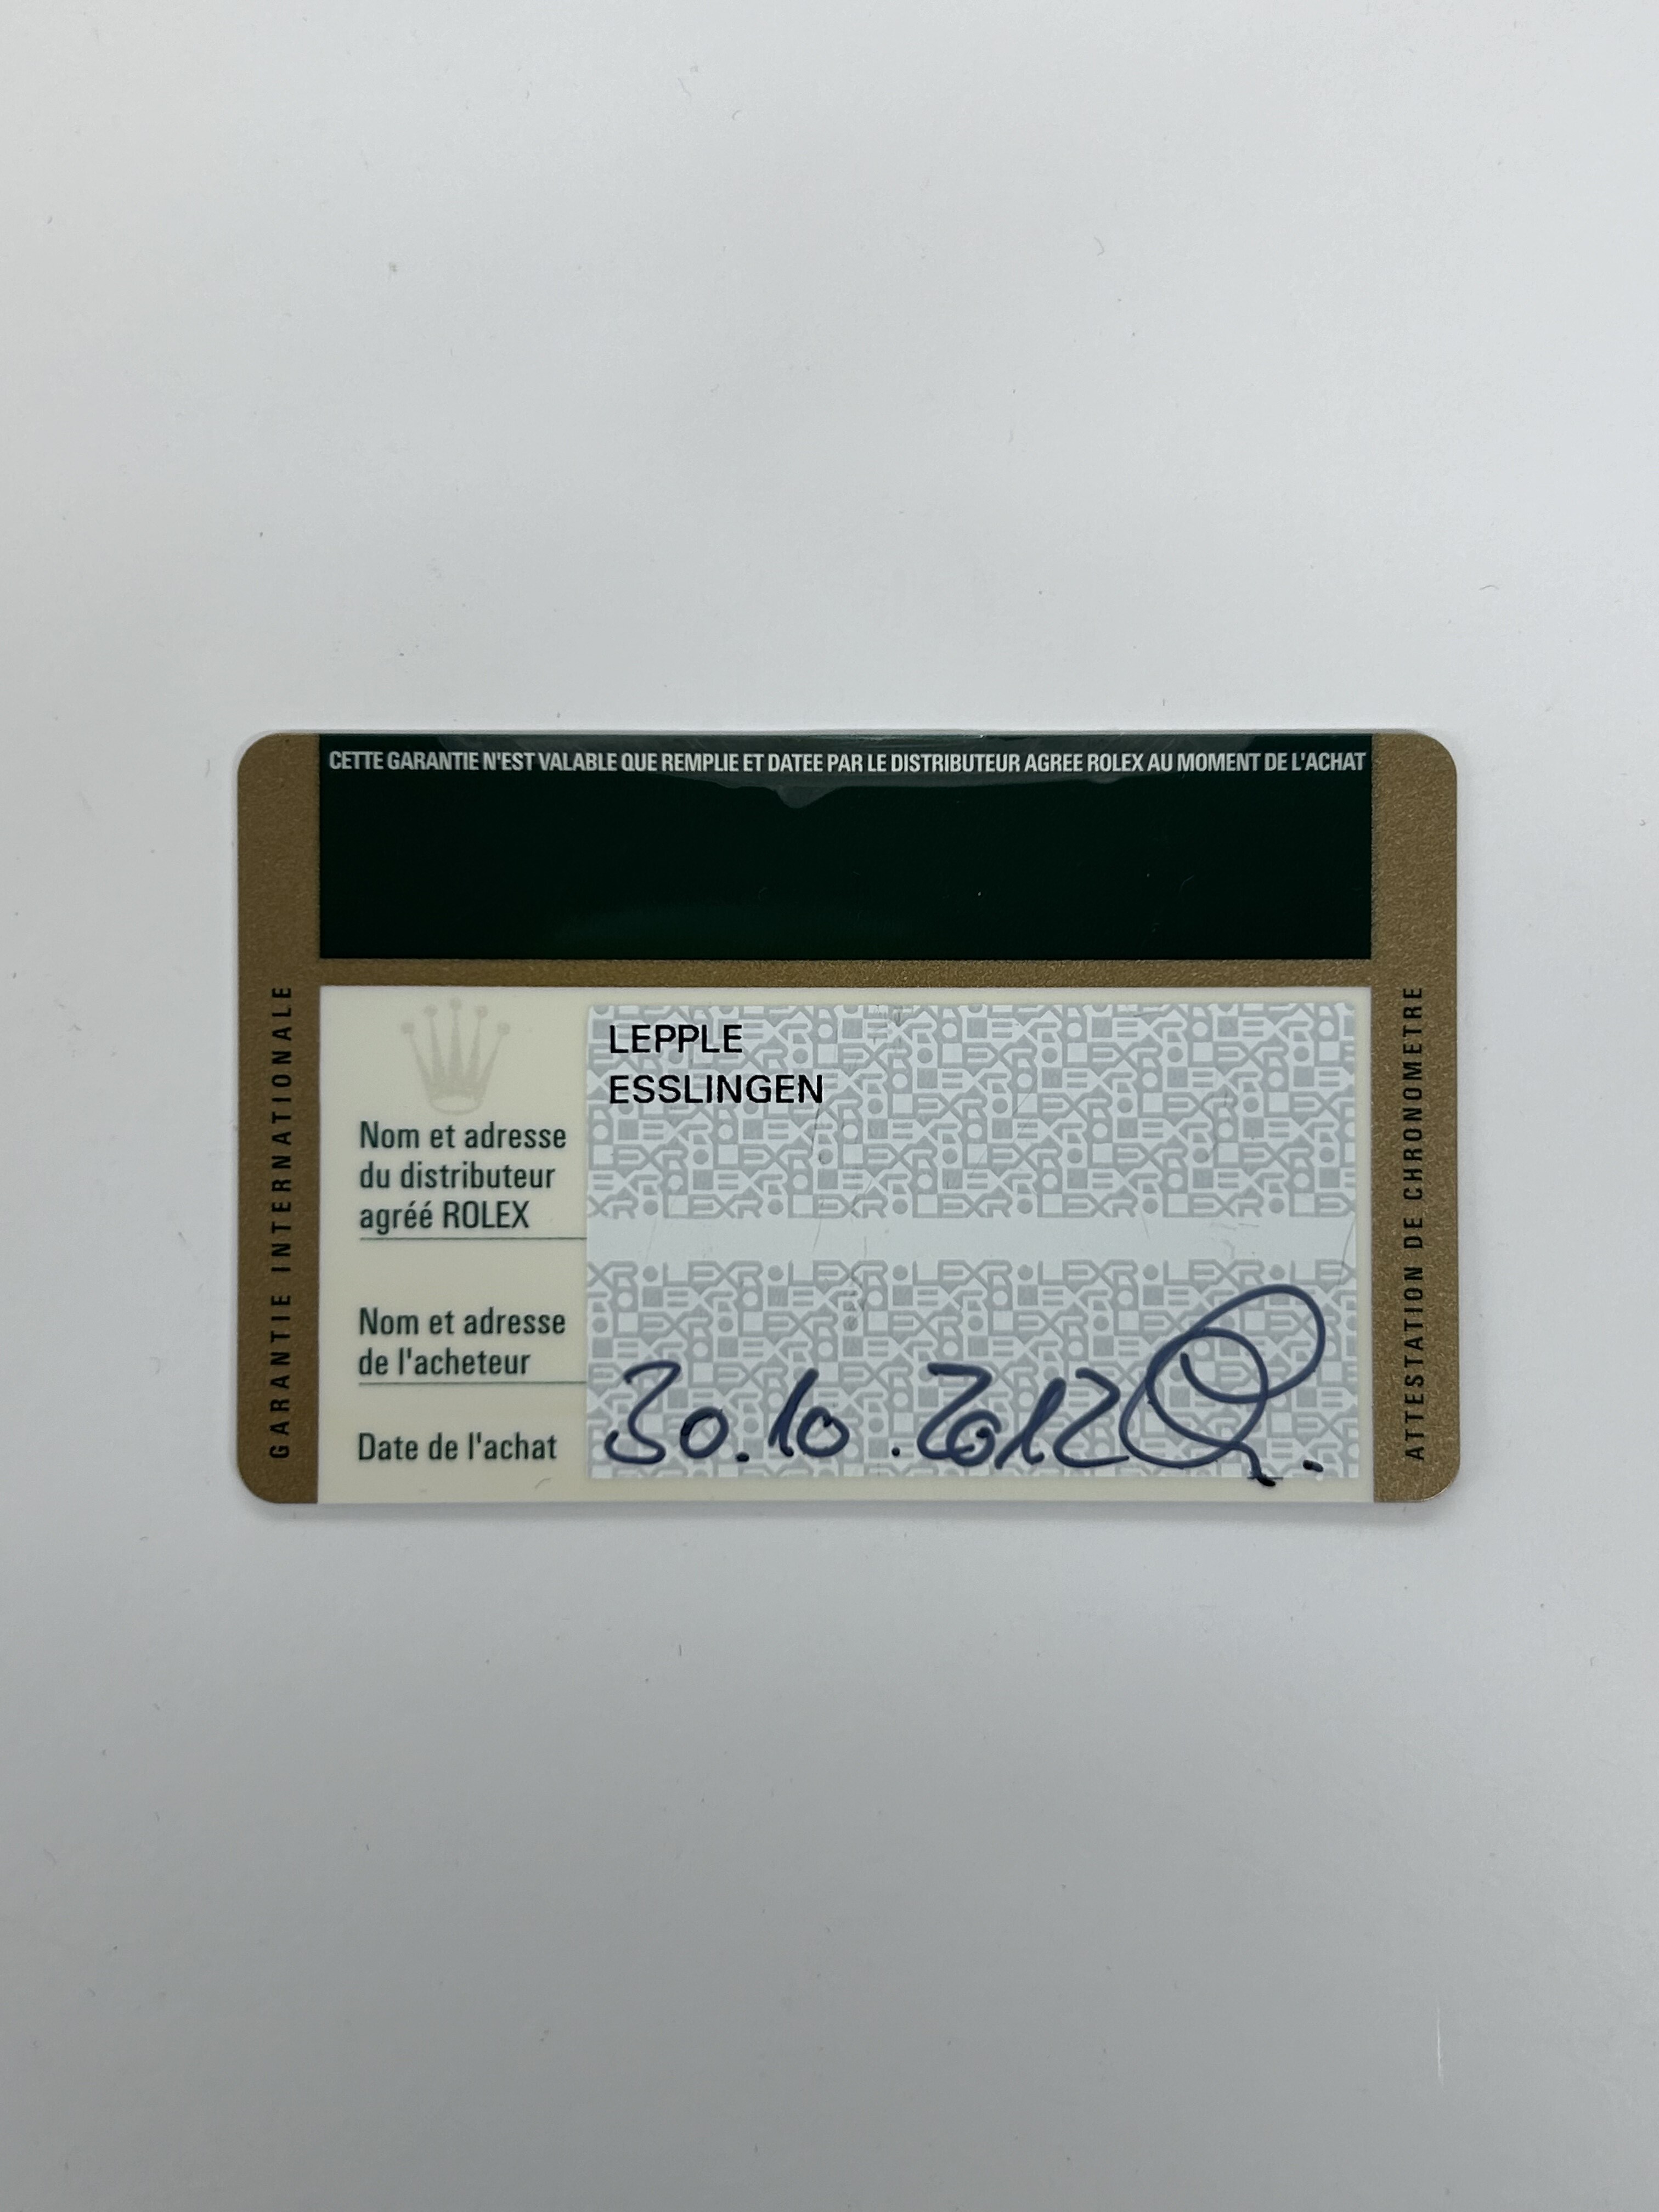 CETTE GARANTIE N'EST VALABLE QUE REMPLIE ET DATEE PAR LE DISTRIBUTEUR AGREE ROLEX AU MOMENT DE L'ACHAT
GARANTIE INTERNATIONALE
LEPPLE
ESSLINGEN
Nom et adresse
du distributeur
agréé ROLEX
Nom et adresse
de l'acheteur
Date de l'achat
30.10.2012
ATTESTATION DE CHRONOMETRE